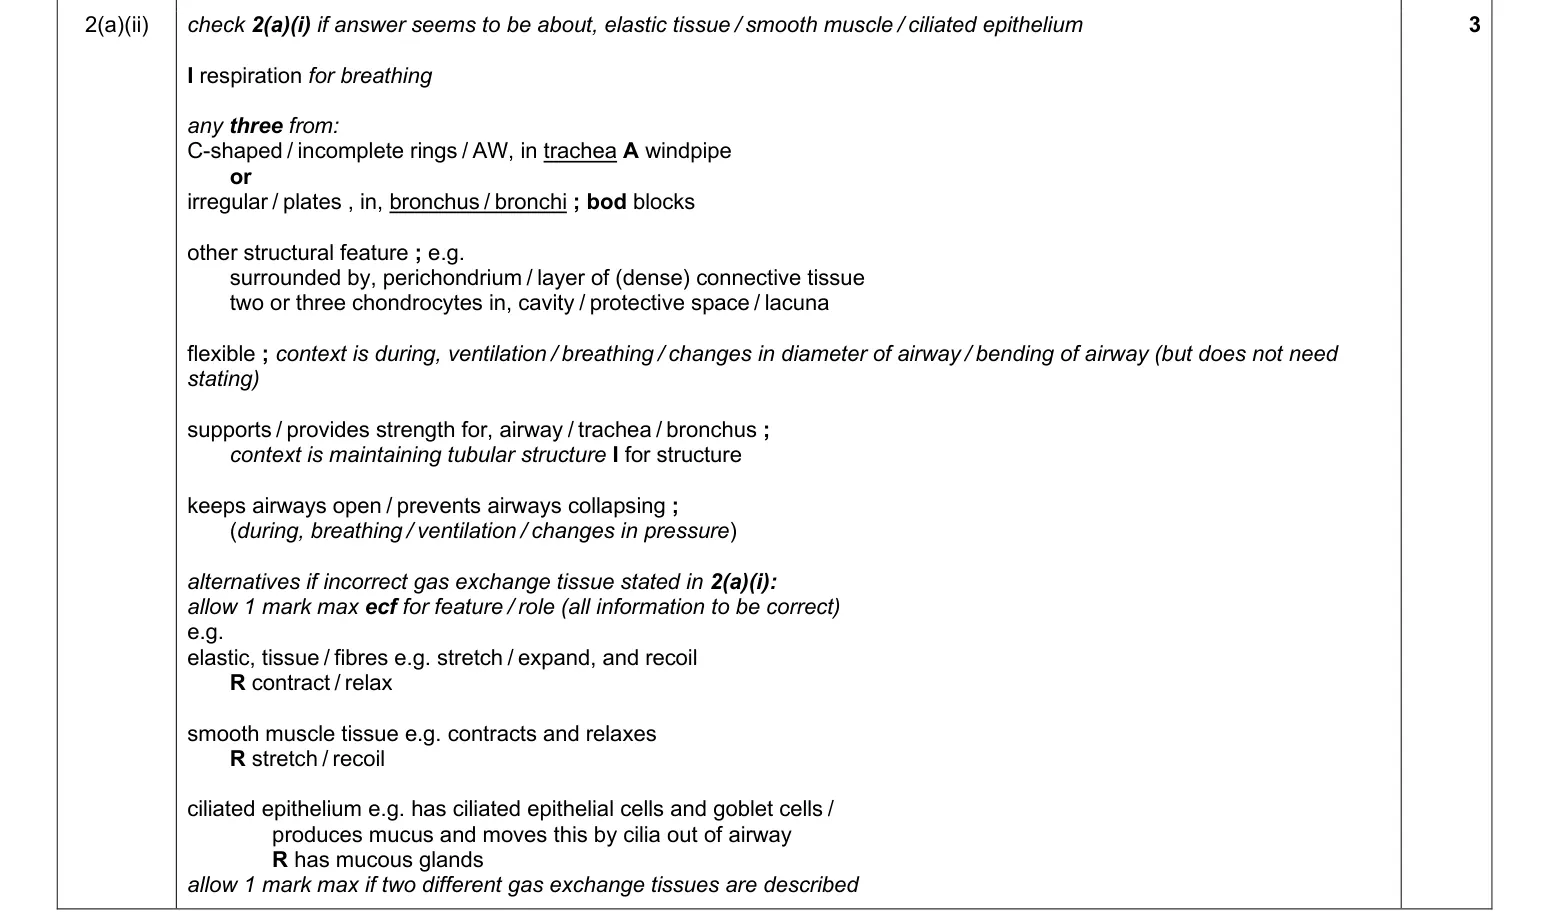 2(a)(ii)
check 2(a)(i) if answer seems to be about, elastic tissue / smooth muscle / ciliated epithelium
3
I respiration for breathing
any three from:
C-shaped / incomplete rings / AW, in trachea A windpipe
or
irregular / plates , in, bronchus / bronchi ; bod blocks
other structural feature ; e.g.
surrounded by, perichondrium / layer of (dense) connective tissue
two or three chondrocytes in, cavity / protective space / lacuna
flexible ; context is during, ventilation / breathing / changes in diameter of airway / bending of airway (but does not need
stating)
supports / provides strength for, airway / trachea / bronchus ;
context is maintaining tubular structure I for structure
keeps airways open / prevents airways collapsing ;
(during, breathing / ventilation / changes in pressure)
alternatives if incorrect gas exchange tissue stated in 2(a)(i):
allow 1 mark max ecf for feature / role (all information to be correct)
e.g.
elastic, tissue / fibres e.g. stretch / expand, and recoil
R contract / relax
smooth muscle tissue e.g. contracts and relaxes
R stretch / recoil
ciliated epithelium e.g. has ciliated epithelial cells and goblet cells /
produces mucus and moves this by cilia out of airway
R has mucous glands
allow 1 mark max if two different gas exchange tissues are described